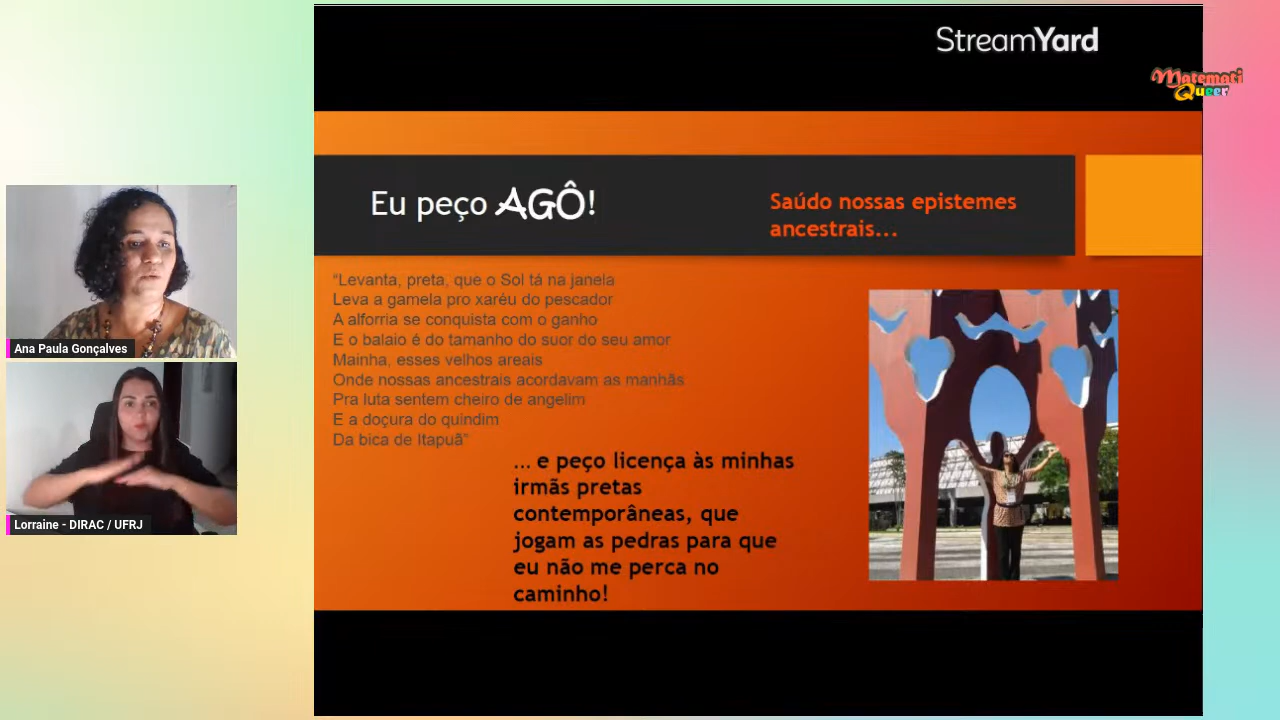 StreamYard
Matemati
Queer
Eu peço AGÔ!
Saúdo nossas epistemes
ancestrais...
“Levanta, preta, que o Sol tá na janela
Leva a gamela pro xaréu do pescador
A alforria se conquista com o ganho
E o balaio é do tamanho do suor do seu amor
Mainha, esses velhos areais
Onde nossas ancestrais acordavam as manhãs
Pra luta sentem cheiro de angelim
E a doçura do quindim
Da bica de Itapuã”
... e peço licença às minhas
irmãs pretas
contemporâneas, que
jogam as pedras para que
eu não me perca no
caminho!
Ana Paula Gonçalves
Lorraine - DIRAC / UFRJ